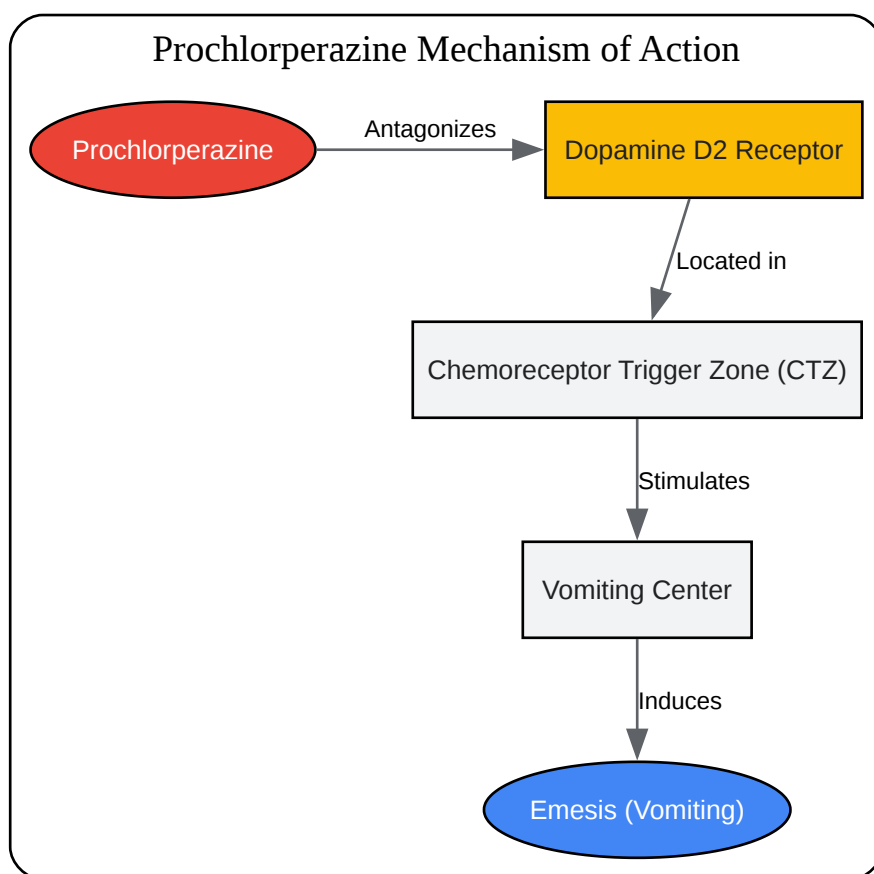 Prochlorperazine Mechanism of Action
Prochlorperazine
Antagonizes
Dopamine D2 Receptor
Located in
Chemoreceptor Trigger Zone (CTZ)
Stimulates
Vomiting Center
Induces
Emesis (Vomiting)